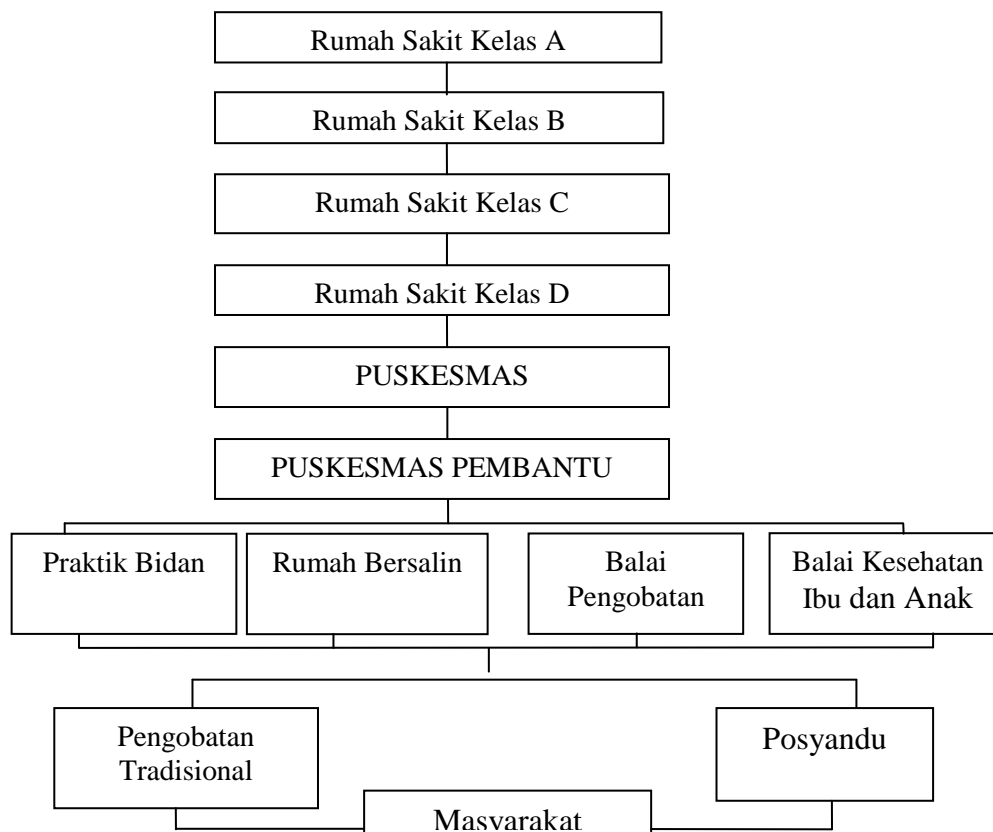 Rumah Sakit Kelas A
Rumah Sakit Kelas B
Rumah Sakit Kelas C
Rumah Sakit Kelas D
PUSKESMAS
PUSKESMAS PEMBANTU
Praktik Bidan
Rumah Bersalin
Balai
Pengobatan
Balai Kesehatan
Ibu dan Anak
Pengobatan
Tradisional
Posyandu
Masyarakat